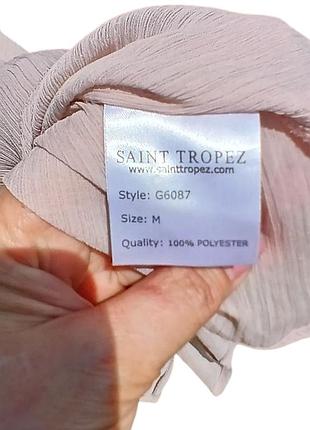 SAINT TROPEZ
www.sainttropez.com
Style: G6087
Size: M
Quality: 100% POLYESTER